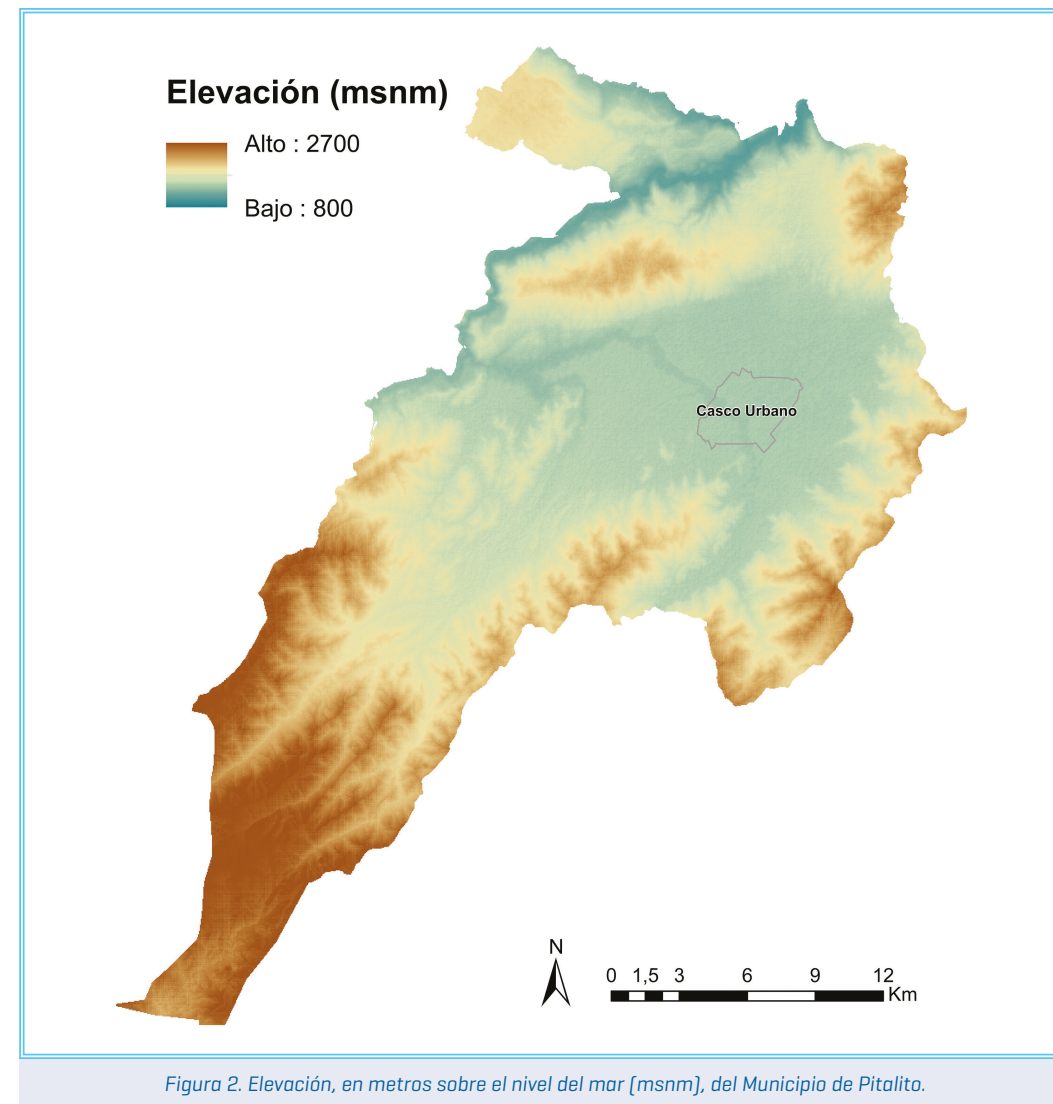 Elevación (msnm)
Alto : 2700
Bajo : 800
Casco Urbano
N
0 1,5 3 6 9 12
Km
Figura 2. Elevación, en metros sobre el nivel del mar (msnm), del Municipio de Pitalito.